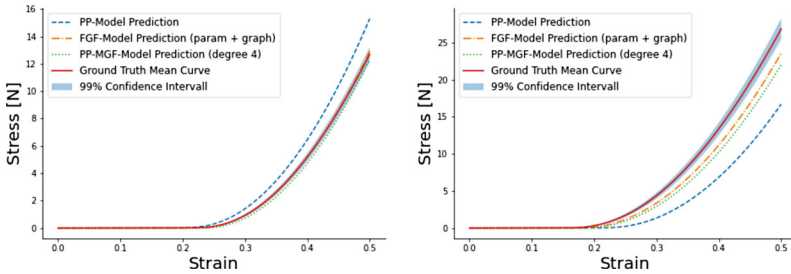 16
14
12
10
8
6
4
2
0
Stress [N]
PP-Model Prediction
FGF-Model Prediction (param + graph)
PP-MGF-Model Prediction (degree 4)
Ground Truth Mean Curve
99% Confidence Intervall
0.0 0.1 0.2 0.3 0.4 0.5
Strain
25
20
15
10
5
0
Stress [N]
PP-Model Prediction
FGF-Model Prediction (param + graph)
PP-MGF-Model Prediction (degree 4)
Ground Truth Mean Curve
99% Confidence Intervall
0.0 0.1 0.2 0.3 0.4 0.5
Strain